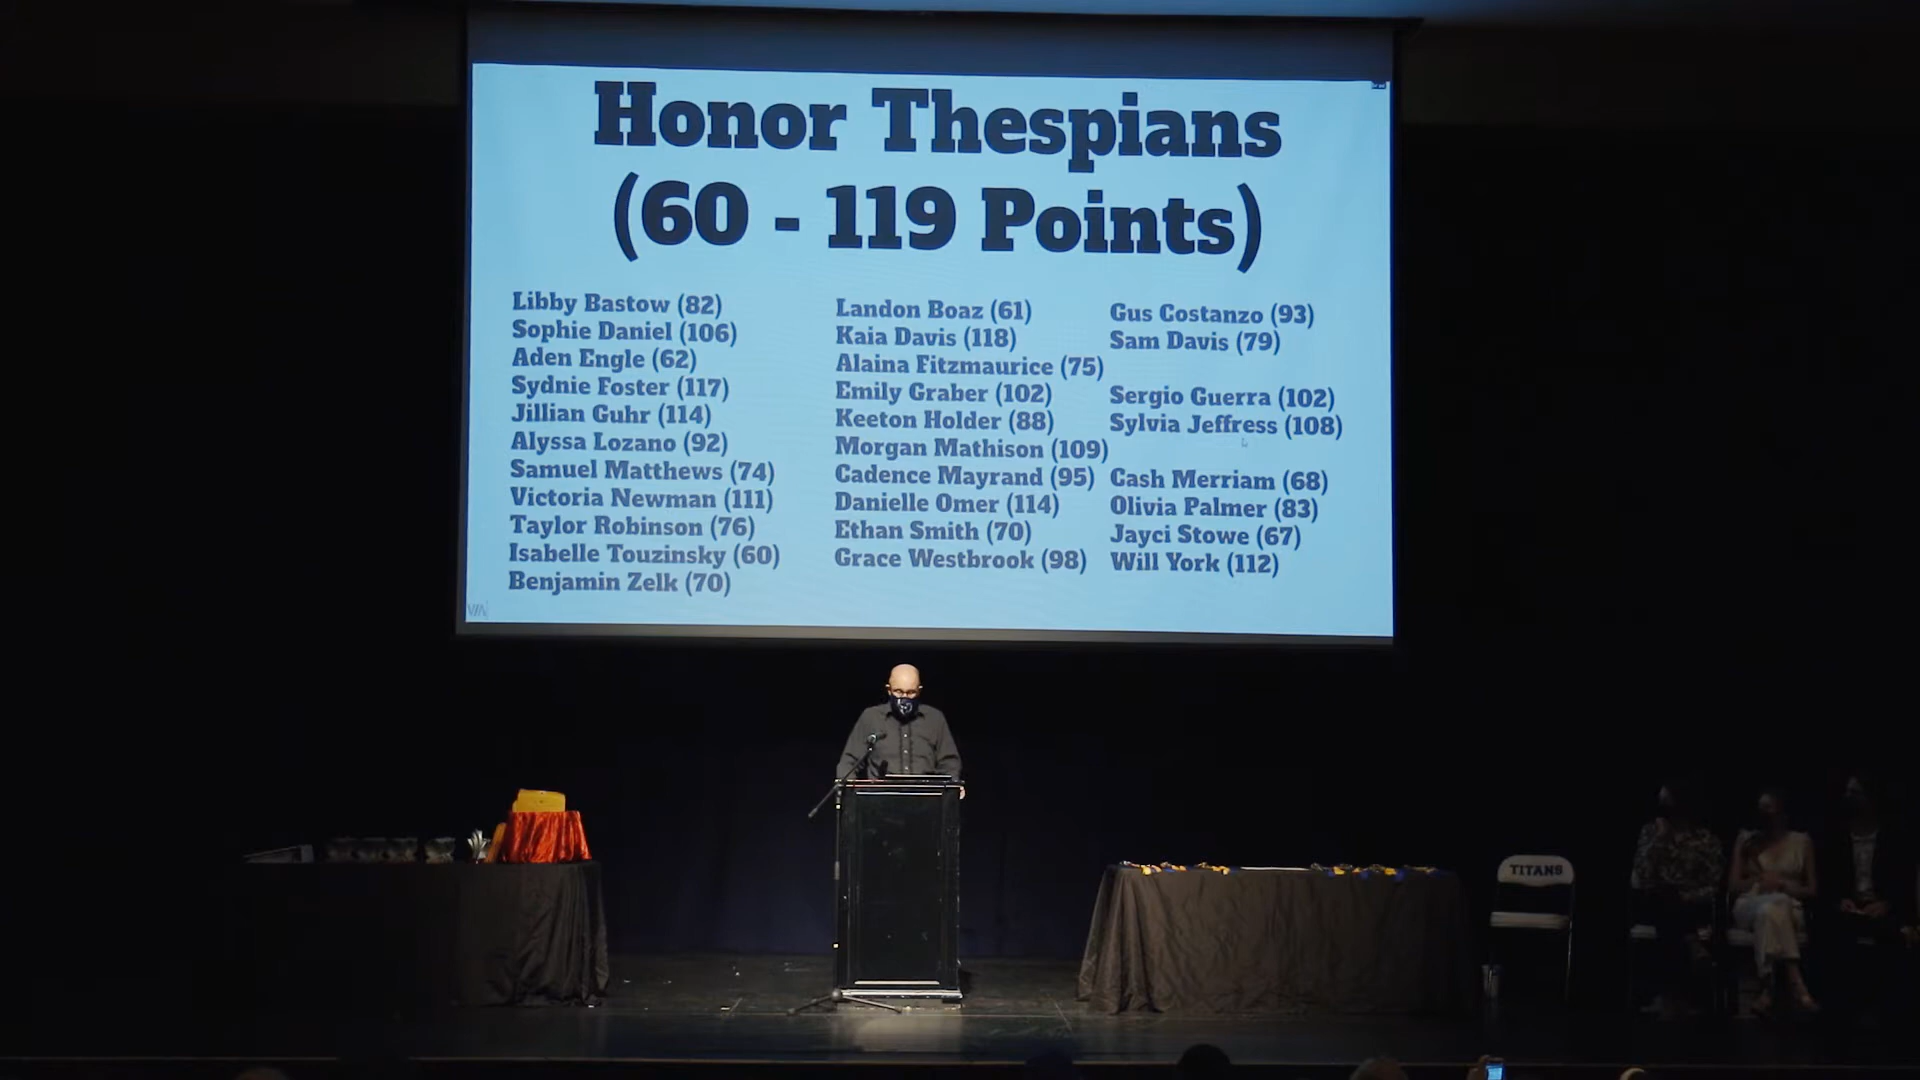 Honor Thespians
(60 - 119 Points)
Libby Bastow (82)
Sophie Daniel (106)
Aden Engle (62)
Sydnie Foster (117)
Jillian Guhr (114)
Alyssa Lozano (92)
Samuel Matthews (74)
Victoria Newman (111)
Taylor Robinson (76)
Isabelle Touzinsky (60)
Benjamin Zelk (70)
Landon Boaz (61)
Kaia Davis (118)
Alaina Fitzmaurice (75)
Emily Graber (102)
Keeton Holder (88)
Morgan Mathison (109)
Cadence Mayrand (95)
Danielle Omer (114)
Ethan Smith (70)
Grace Westbrook (98)
Gus Costanzo (93)
Sam Davis (79)
Sergio Guerra (102)
Sylvia Jeffress (108)
Cash Merriam (68)
Olivia Palmer (83)
Jayci Stowe (67)
Will York (112)
TITANS